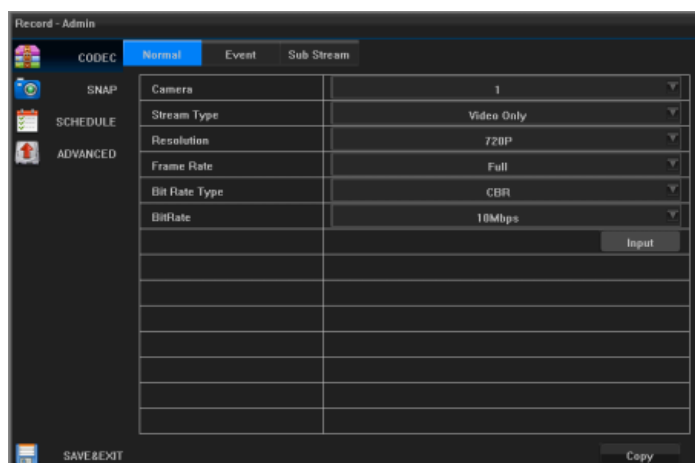 Record - Admin
CODEC
Normal Event Sub Stream
SNAP
SCHEDULE
ADVANCED
Camera 1
Stream Type Video Only
Resolution 720P
Frame Rate Full
Bit Rate Type CBR
BitRate 10Mbps
Input
SAVE&EXIT
Copy